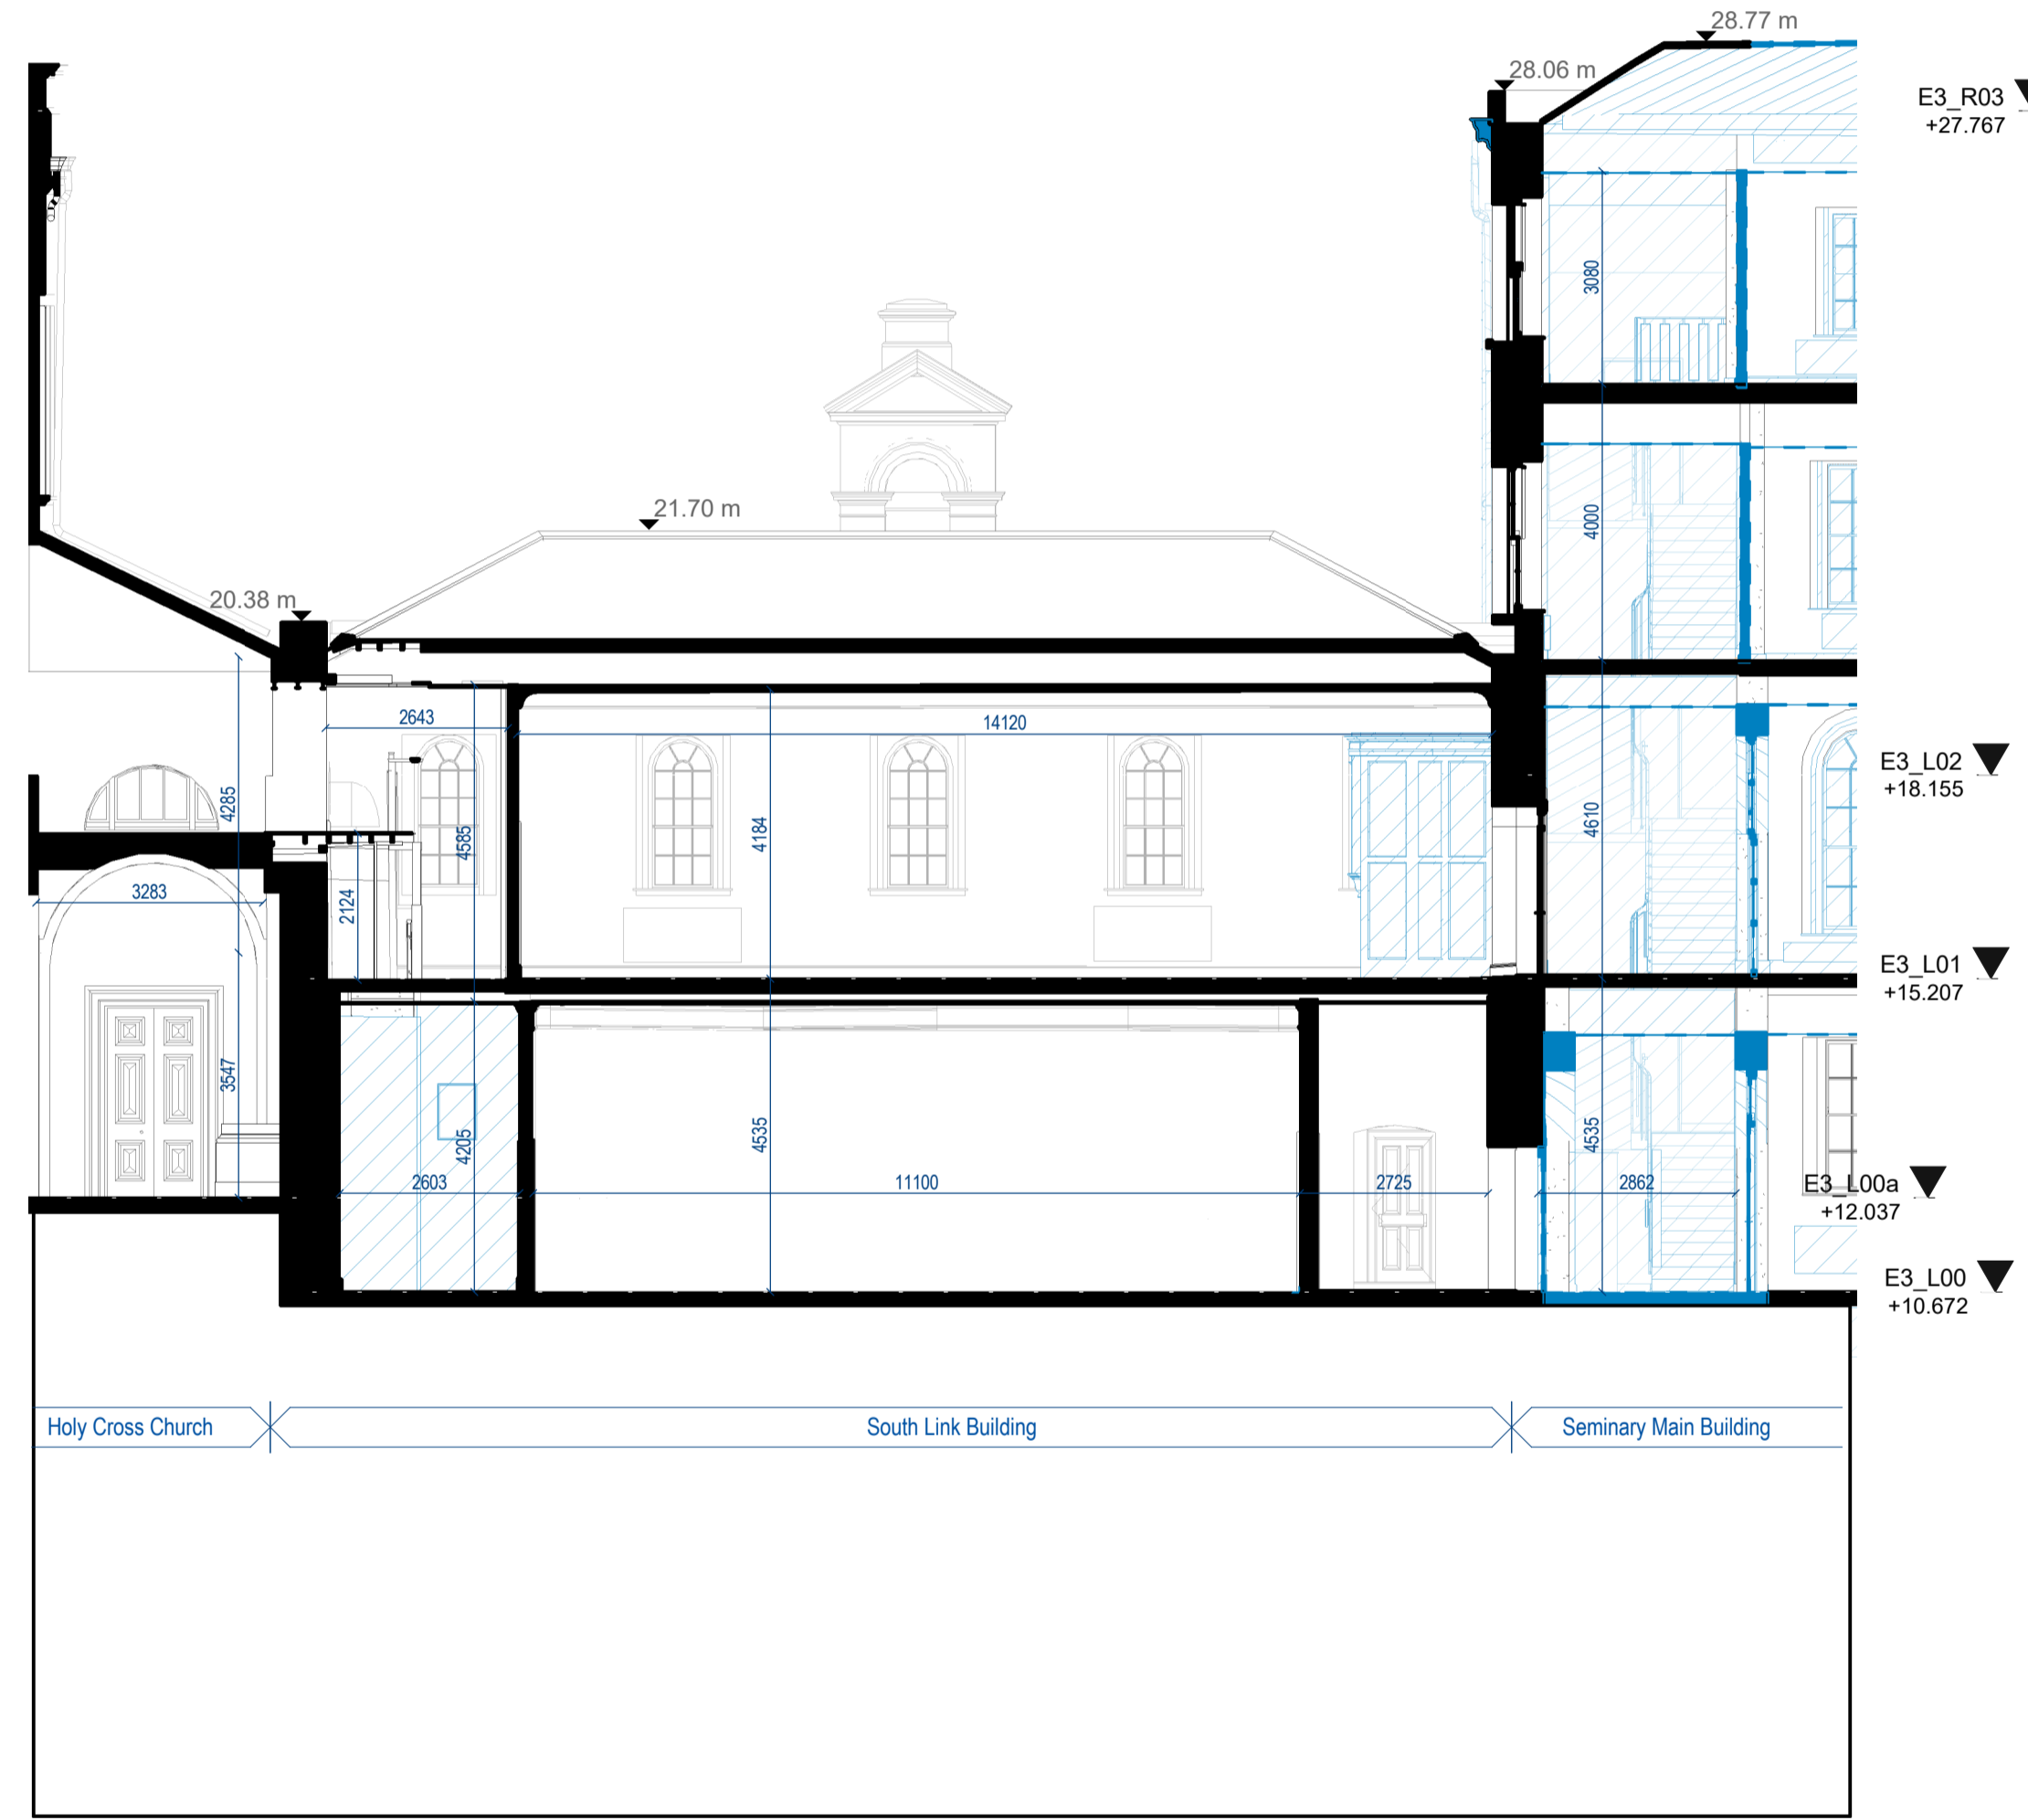 28.77 m
28.06 m
E3_R03
+27.767
3080
21.70 m
4000
20.38 m
2643
14120
E3_L02
+18.155
4285
4585
4184
4610
3283
2124
E3_L01
+15.207
3547
4205
4535
4535
2603
11100
2725
2862
E3_L00a
+12.037
E3_L00
+10.672
Holy Cross Church
South Link Building
Seminary Main Building